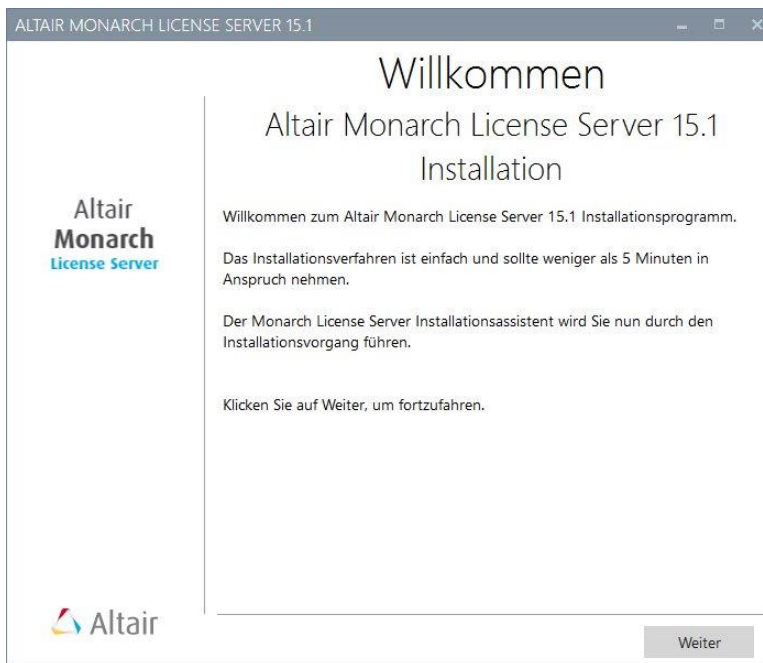 ALTAIR MONARCH LICENSE SERVER 15.1
Willkommen
Altair Monarch License Server 15.1
Installation
Altair
Monarch
License Server
Willkommen zum Altair Monarch License Server 15.1 Installationsprogramm.
Das Installationsverfahren ist einfach und sollte weniger als 5 Minuten in
Anspruch nehmen.
Der Monarch License Server Installationsassistent wird Sie nun durch den
Installationsvorgang führen.
Klicken Sie auf Weiter, um fortzufahren.
Altair
Weiter